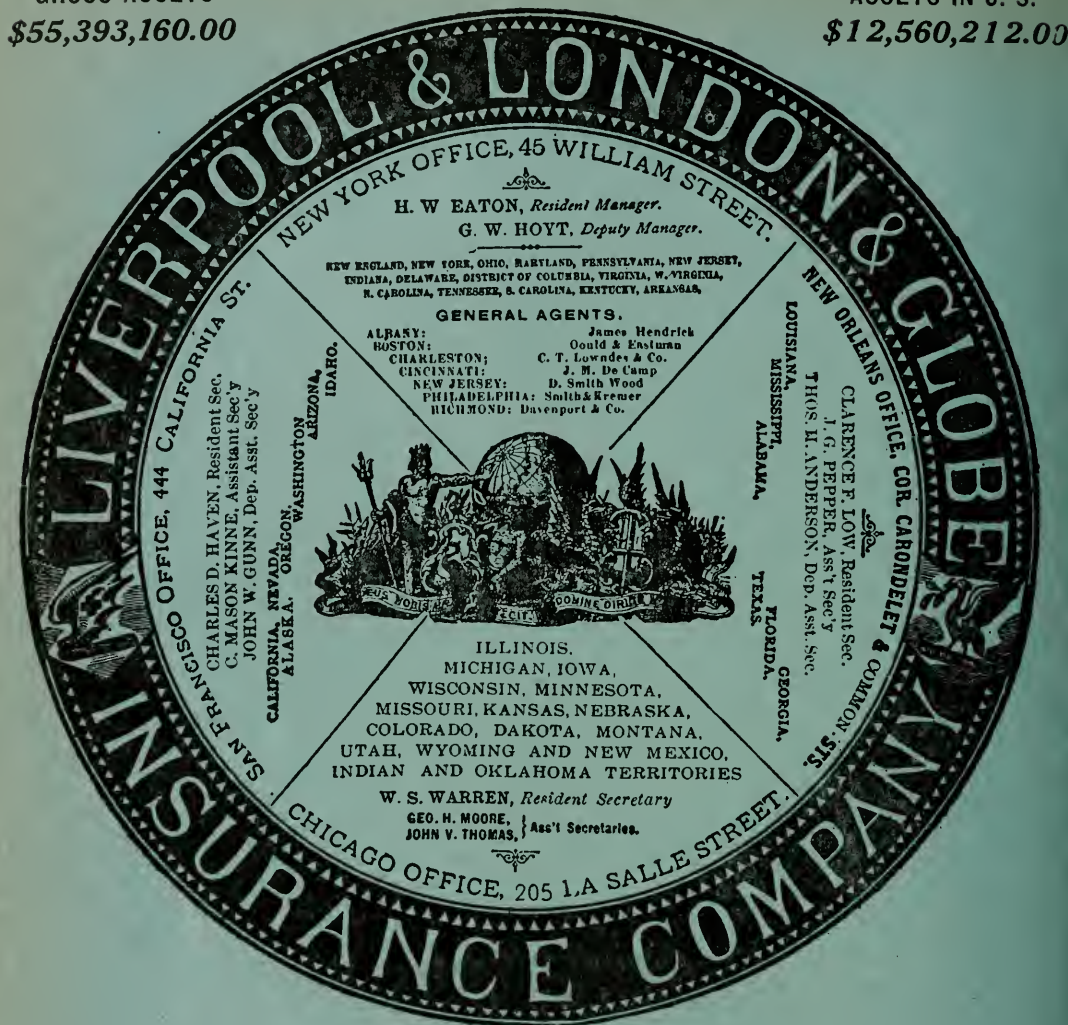 $55,393,160.00
ASSETS IN U. S.
$12,560,212.00
LIVERPOOL & LONDON & GLOBE
INSURANCE COMPANY
NEW YORK OFFICE, 45 WILLIAM STREET.
H. W EATON, Resident Manager.
G. W. HOYT, Deputy Manager.
NEW ENGLAND, NEW YORK, OHIO, MARYLAND, PENNSYLVANIA, NEW JERSEY,
INDIANA, DELAWARE, DISTRICT OF COLUMBIA, VIRGINIA, W. VIRGINIA,
N. CAROLINA, TENNESSEE, S. CAROLINA, KENTUCKY, ARKANSAS,
GENERAL AGENTS.
ALBANY: James Hendrick
BOSTON: Gould & Eastman
CHARLESTON; C. T. Lowndes & Co.
CINCINNATI: J. M. De Camp
NEW JERSEY: D. Smith Wood
PHILADELPHIA: Smith & Kremer
RICHMOND: Davenport & Co.
SAN FRANCISCO OFFICE, 444 CALIFORNIA ST.
CHARLES D. HAVEN, Resident Sec.
C. MASON KINNE, Assistant Sec'y
JOHN W. GUNN, Dep. Asst. Sec'y
CALIFORNIA, NEVADA,
ALASKA. OREGON,
WASHINGTON
ARIZONA,
IDAHO.
NEW ORLEANS OFFICE, COR. CARONDELET & COMMON STS.
CLARENCE F. LOW, Resident Sec.
J. G. PEPPER, Ass't Sec'y
THOS. H. ANDERSON, Dep. Asst. Sec.
LOUISIANA,
MISSISSIPPI,
ALABAMA,
TEXAS.
FLORIDA.
GEORGIA,
ILLINOIS.
MICHIGAN, IOWA,
WISCONSIN, MINNESOTA,
MISSOURI, KANSAS, NEBRASKA,
COLORADO, DAKOTA, MONTANA,
UTAH, WYOMING AND NEW MEXICO,
INDIAN AND OKLAHOMA TERRITORIES
W. S. WARREN, Resident Secretary
GEO. H. MOORE,
JOHN V. THOMAS, } Ass't Secretaries.
CHICAGO OFFICE, 205 LA SALLE STREET.